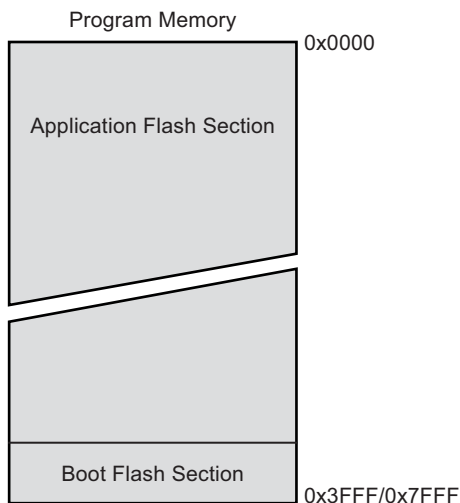 Program Memory
0x0000
Application Flash Section
Boot Flash Section
0x3FFF/0x7FFF